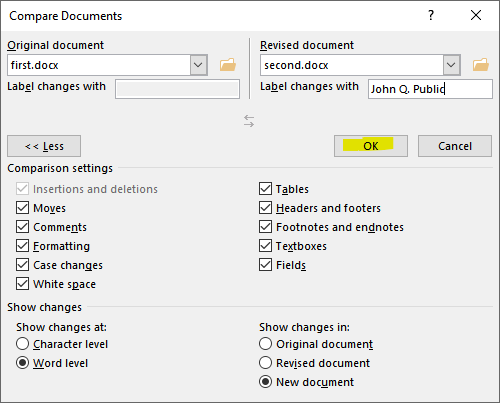 Compare Documents ? ×
Original document
first.docx
Label changes with
Revised document
second.docx
Label changes with John Q. Public
<< Less OK Cancel
Comparison settings
Insertions and deletions
Moves
Comments
Formatting
Case changes
White space
Tables
Headers and footers
Footnotes and endnotes
Textboxes
Fields
Show changes
Show changes at:
Character level
Word level
Show changes in:
Original document
Revised document
New document